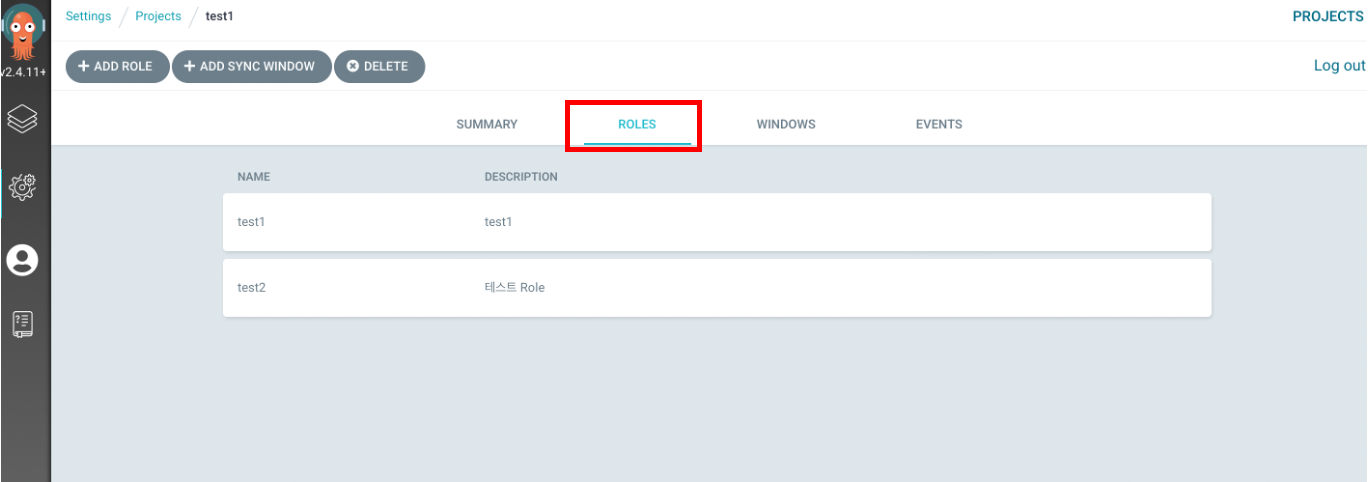 Settings / Projects / test1
PROJECTS
v2.4.11+
+ ADD ROLE
+ ADD SYNC WINDOW
DELETE
Log out
SUMMARY ROLES WINDOWS EVENTS
NAME DESCRIPTION
test1 test1
test2 테스트 Role